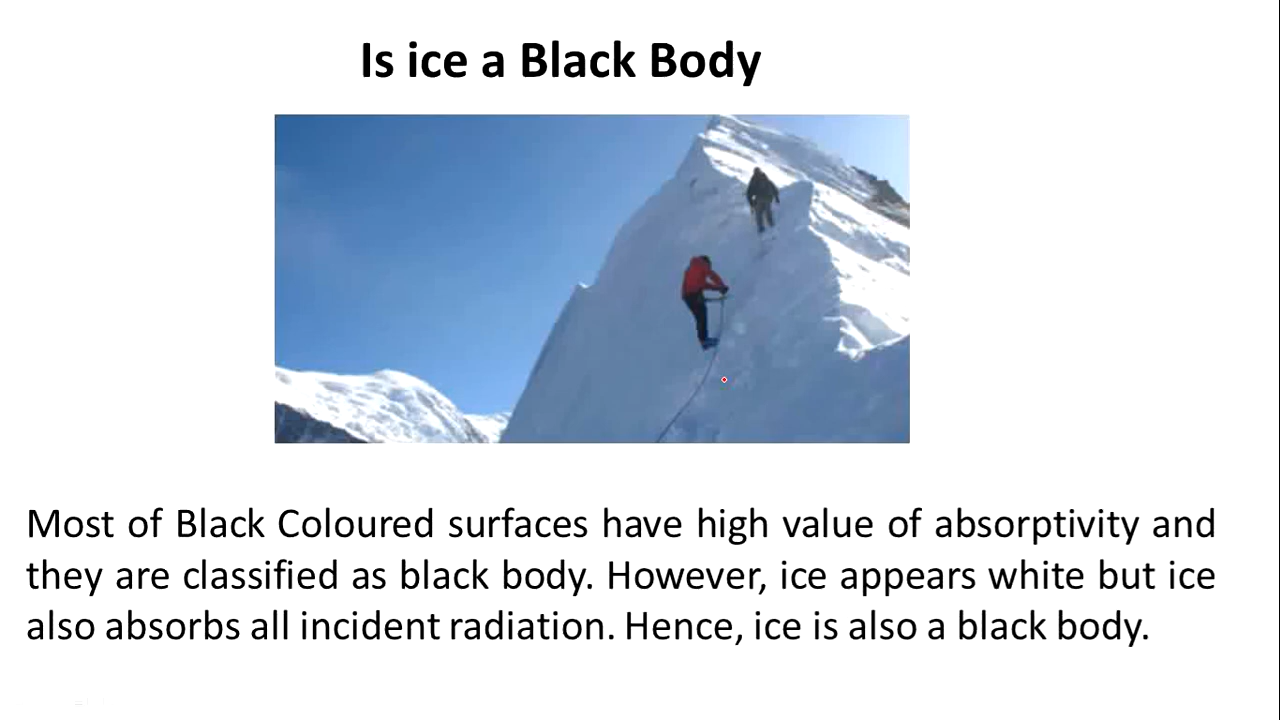 Is ice a Black Body
Most of Black Coloured surfaces have high value of absorptivity and
they are classified as black body. However, ice appears white but ice
also absorbs all incident radiation. Hence, ice is also a black body.